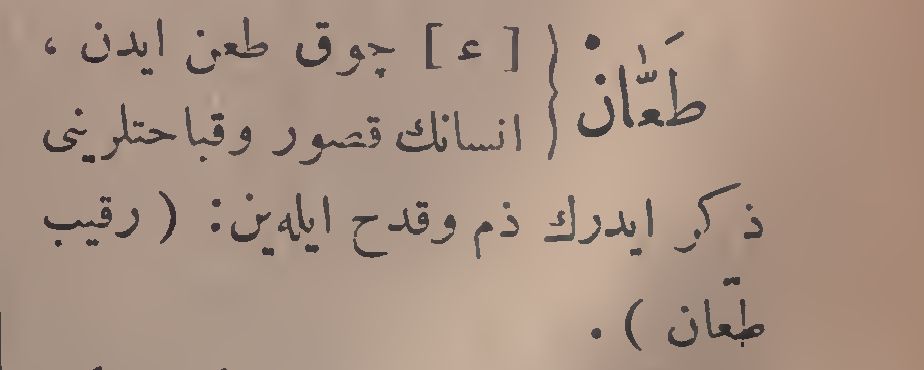 طَعَّانْ { [ ع ] چوق طعن ايدن ،
انسانك قصور وقباحتلرينى
ذكر ايدرك ذم وقدح ايله‌ين: ( رقيب
طعّان ) .